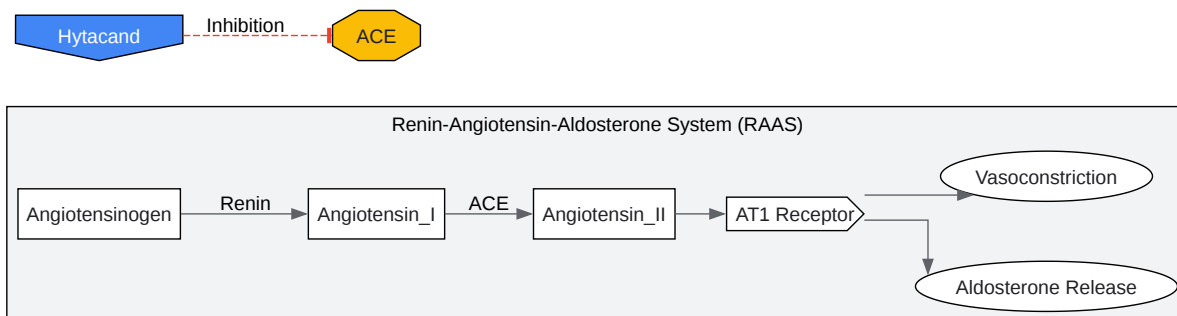 Hytacand
Inhibition
ACE
Renin-Angiotensin-Aldosterone System (RAAS)
Vasoconstriction
Angiotensinogen
Renin
Angiotensin_I
ACE
Angiotensin_II
AT1 Receptor
Aldosterone Release